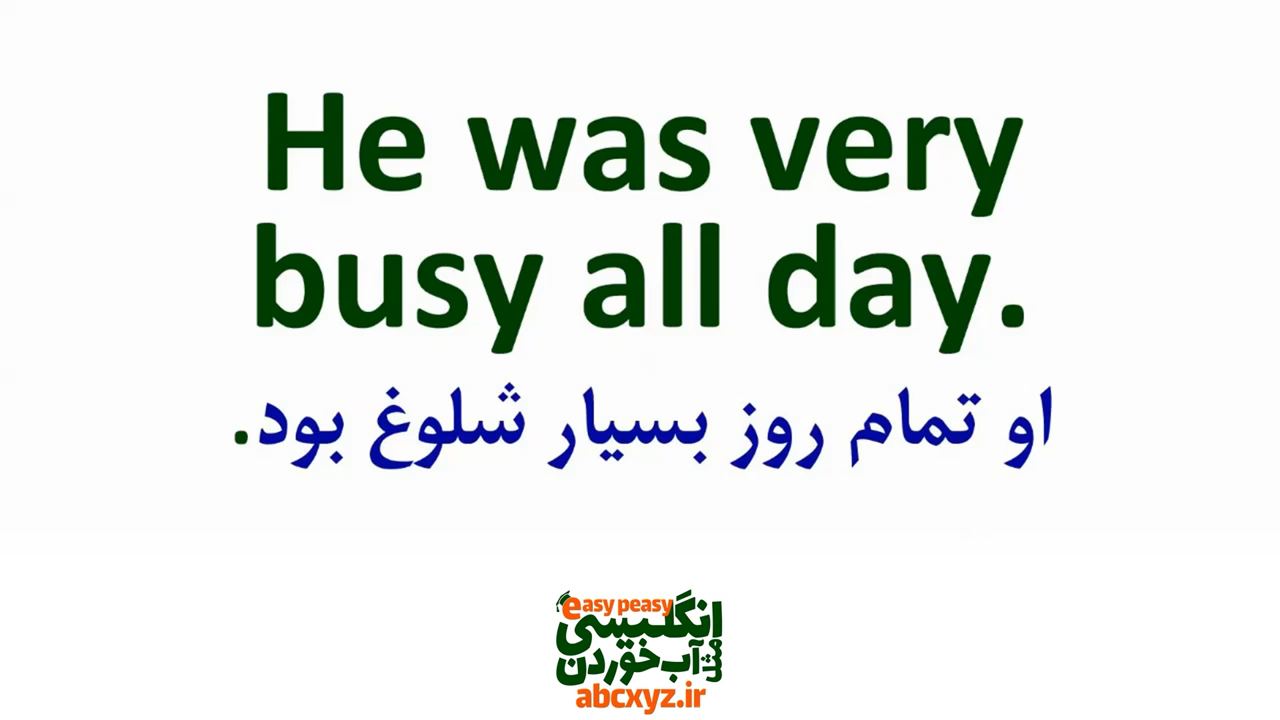 He was very
busy all day.
او تمام روز بسیار شلوغ بود.
easy peasy
انگلیسی
مثل آب خوردن
abcxyz.ir